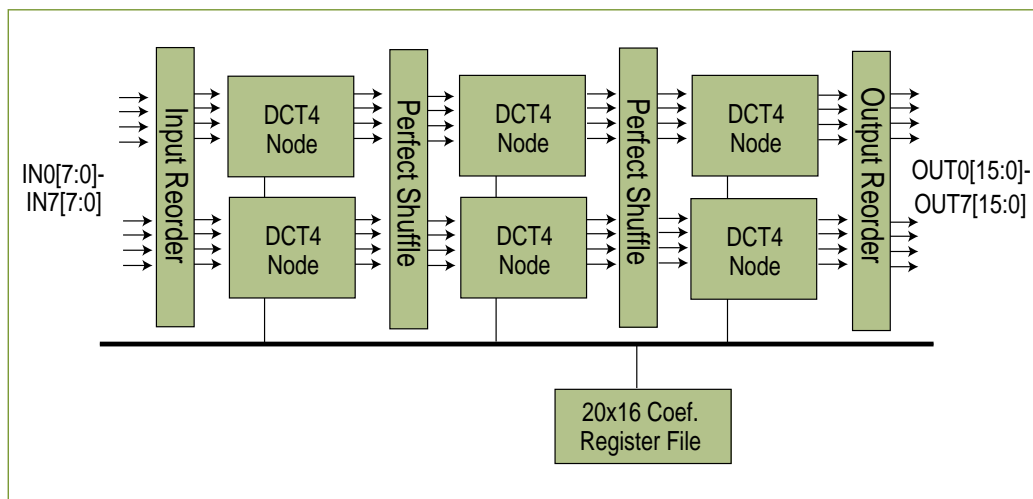 IN0[7:0]-
IN7[7:0]
Input Reorder
DCT4
Node
DCT4
Node
Perfect Shuffle
DCT4
Node
DCT4
Node
Perfect Shuffle
DCT4
Node
DCT4
Node
Output Reorder
OUT0[15:0]-
OUT7[15:0]
20x16 Coef.
Register File